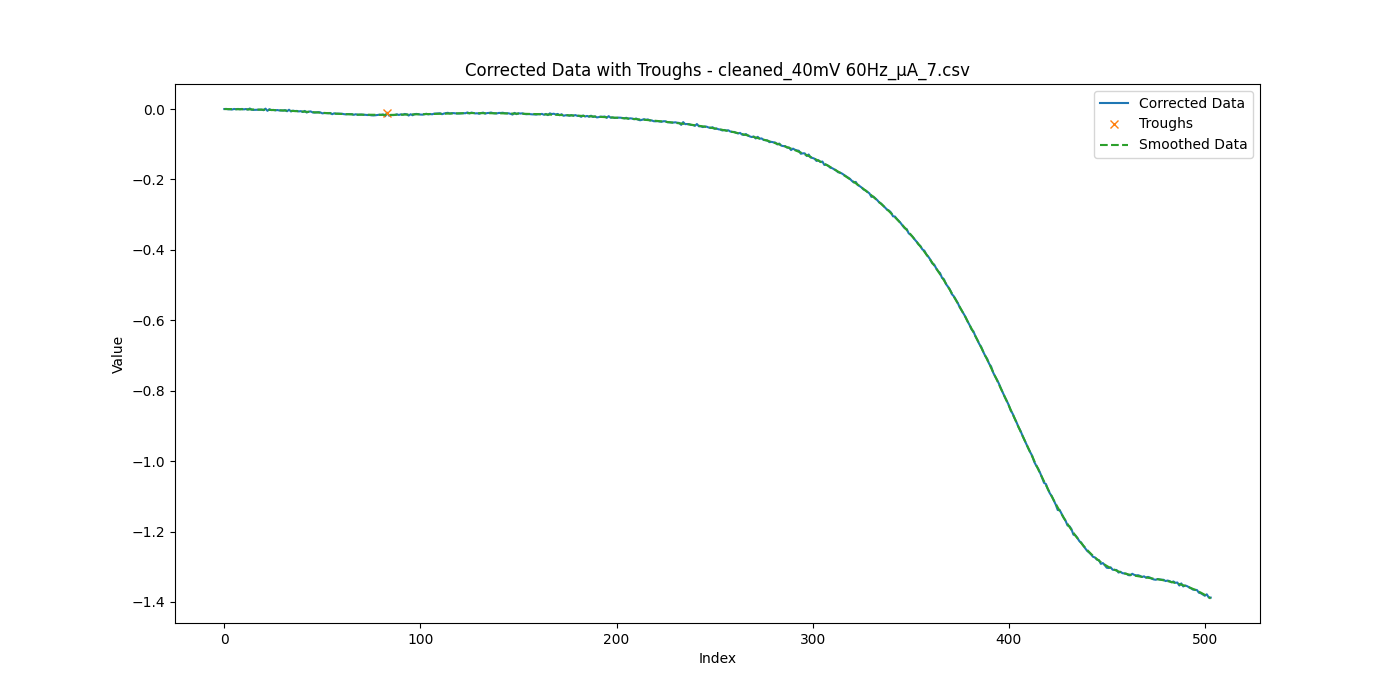 Corrected Data with Troughs - cleaned_40mV 60Hz_µA_7.csv
Corrected Data
Troughs
Smoothed Data
Value
0.0
−0.2
−0.4
−0.6
−0.8
−1.0
−1.2
−1.4
0 100 200 300 400 500
Index